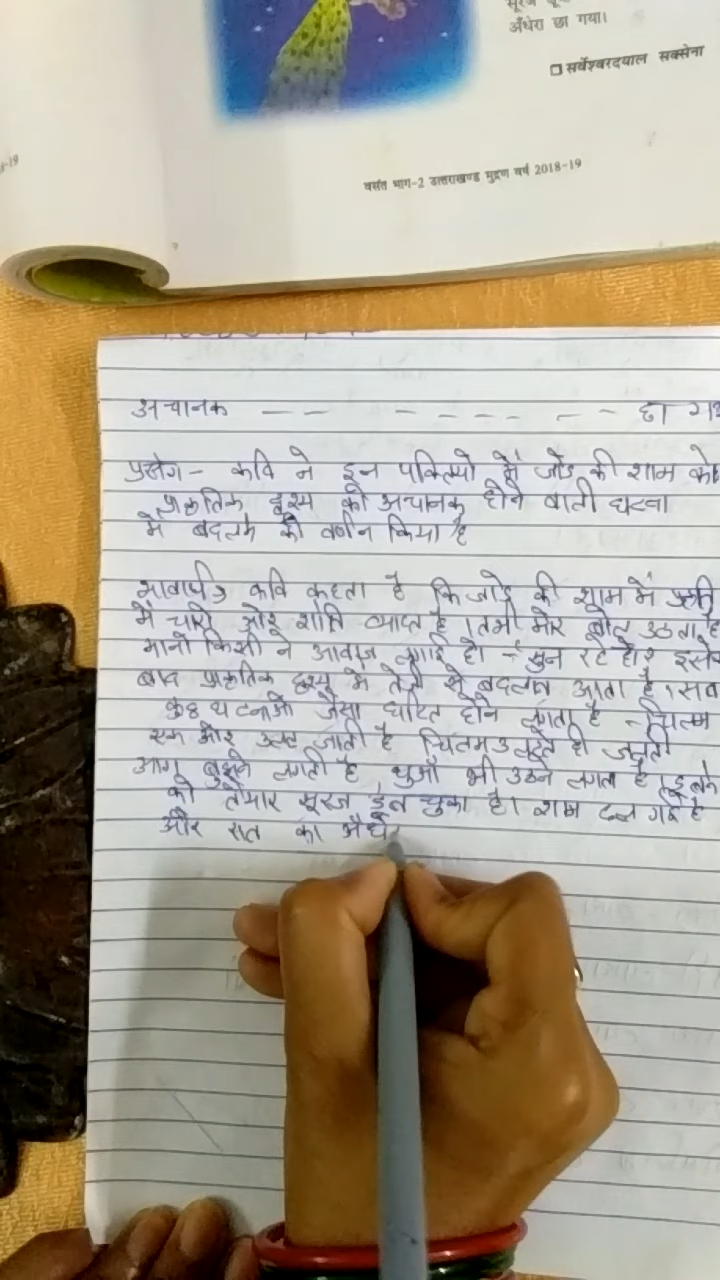 अँधेरा छा गया।
सर्वेश्वरदयाल सक्सेना
वसंत भाग-2 उत्तराखण्ड मुद्रण वर्ष 2018-19
अचानक — — — — — — — — छा
प्रसंग - कवि ने इन पंक्तियो में जाडे की शाम को
प्राकृतिक दृश्य को अचानक होने वाली घटना
में बदलने का वर्णन किया है
भावार्थ कवि कहता है कि जाडे की शाम में
में चारो ओर शांति व्याप्त है। तभी मोर बोल उठता है
मानो किसी ने आवाज लगाई हो - सुन रहे हो? इसके
बाद प्राकृतिक दृश्य मे तेजी से बदलाव आता है। सब
कुछ घटनाओ जैसा घटित होने लगता है - चिलम
एक ओर उलट जाती है चिलम उलटते ही जलती
आग बुझने लगती है धुआँ भी उठने लगता है। डूबने
को तैयार सूरज डूब चुका है। शाम ढल गई है
और रात का अँधे